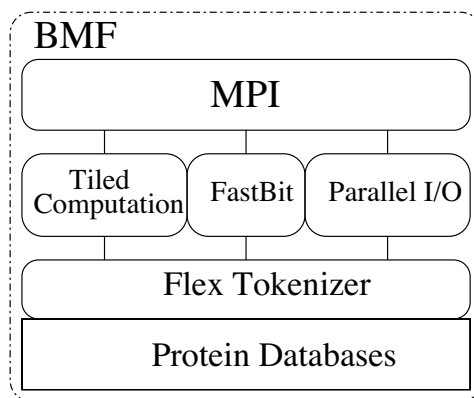 BMF
MPI
Tiled
Computation
FastBit
Parallel I/O
Flex Tokenizer
Protein Databases